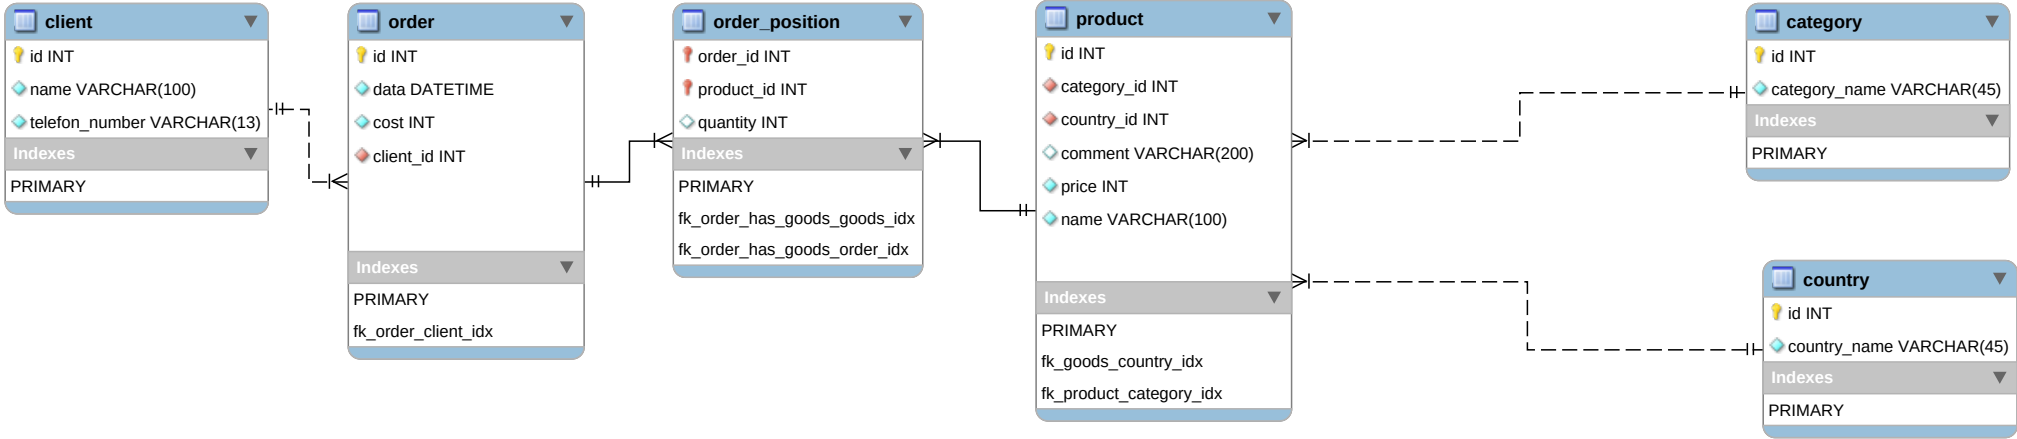 client
id INT
name VARCHAR(100)
telefon_number VARCHAR(13)
Indexes
PRIMARY
order
id INT
data DATETIME
cost INT
client_id INT
Indexes
PRIMARY
fk_order_client_idx
order_position
order_id INT
product_id INT
quantity INT
Indexes
PRIMARY
fk_order_has_goods_goods_idx
fk_order_has_goods_order_idx
product
id INT
category_id INT
country_id INT
comment VARCHAR(200)
price INT
name VARCHAR(100)
Indexes
PRIMARY
fk_goods_country_idx
fk_product_category_idx
category
id INT
category_name VARCHAR(45)
Indexes
PRIMARY
country
id INT
country_name VARCHAR(45)
Indexes
PRIMARY